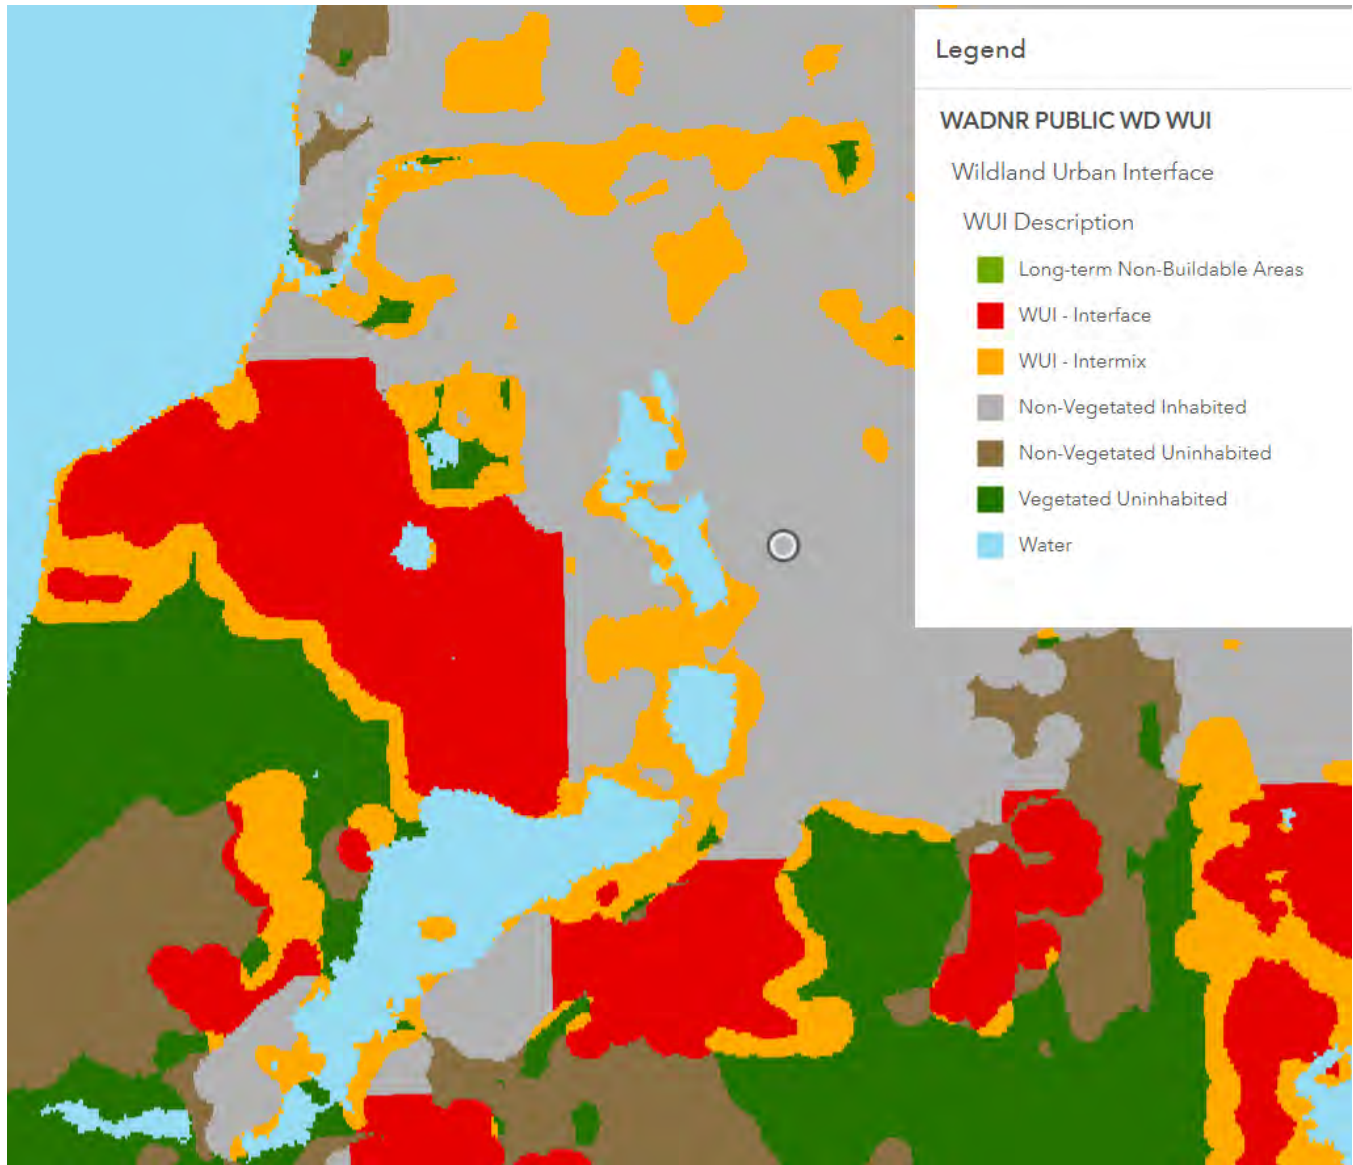 Legend
WADNR PUBLIC WD WUI
Wildland Urban Interface
WUI Description
Long-term Non-Buildable Areas
WUI - Interface
WUI - Intermix
Non-Vegetated Inhabited
Non-Vegetated Uninhabited
Vegetated Uninhabited
Water